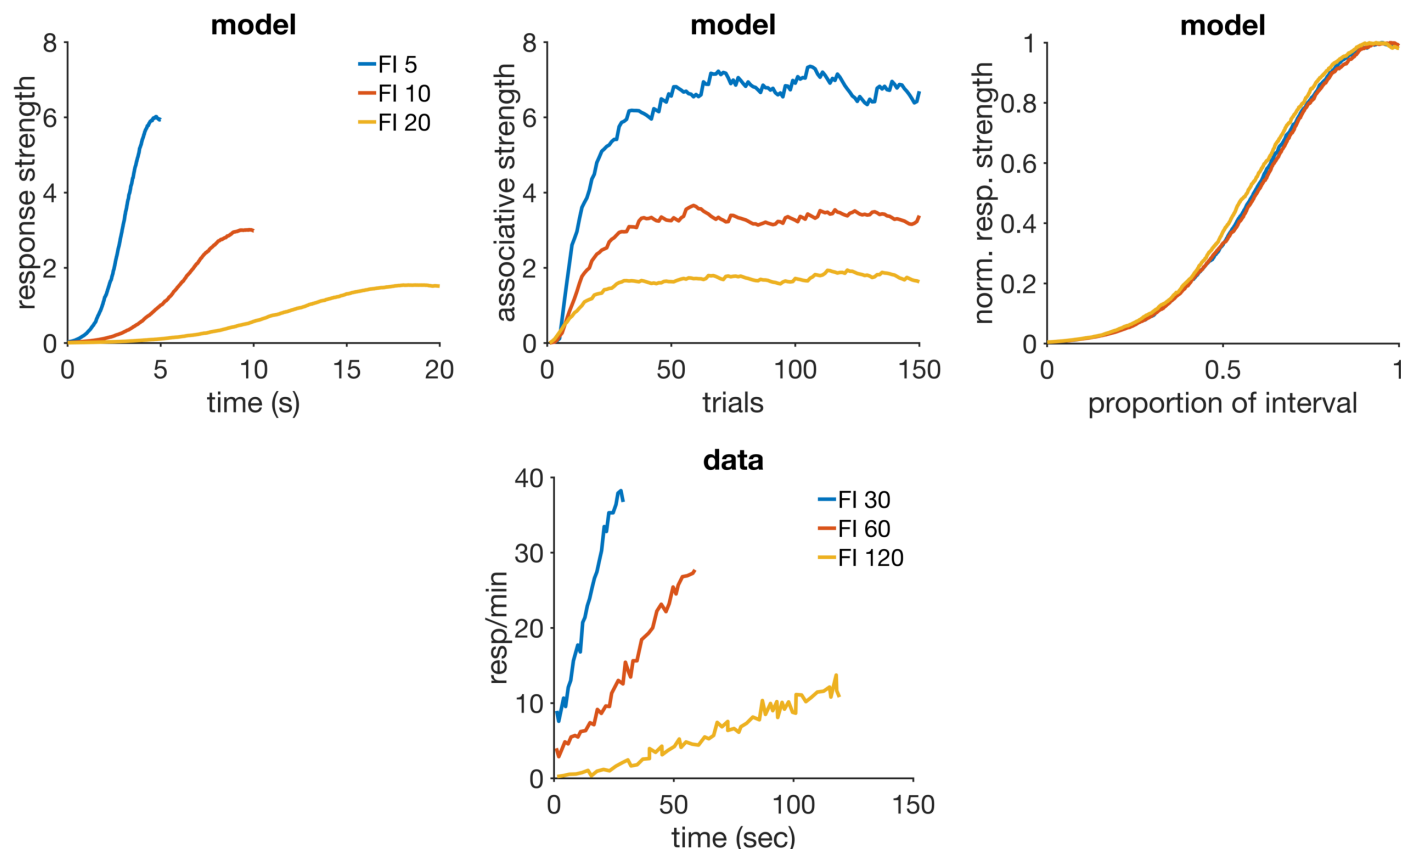 model
response strength
8
6
4
2
0
0 5 10 15 20
time (s)
FI 5
FI 10
FI 20
model
associative strength
8
6
4
2
0
0 50 100 150
trials
model
norm. resp. strength
1
0.8
0.6
0.4
0.2
0
0 0.5 1
proportion of interval
data
resp/min
40
30
20
10
0
0 50 100 150
time (sec)
FI 30
FI 60
FI 120